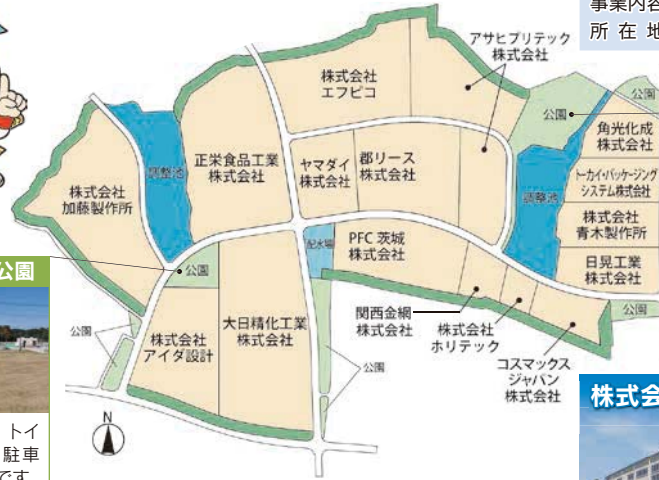 事業内容
所在地
アサヒプリテック
株式会社
株式会社
エフピコ
公園
公園
角光化成
株式会社
トーカイ・パッケージング
システム株式会社
株式会社
青木製作所
日晃工業
株式会社
公園
調整池
調整池
正栄食品工業
株式会社
ヤマダイ
株式会社
郡リース
株式会社
株式会社
加藤製作所
配水場
PFC 茨城
株式会社
公園
公園
関西金網
株式会社
株式会社
ホリテック
コスマックス
ジャパン
株式会社
株式会社
アイダ設計
大日精化工業
株式会社
公園
公園
N
トイ
駐車
です
株式会